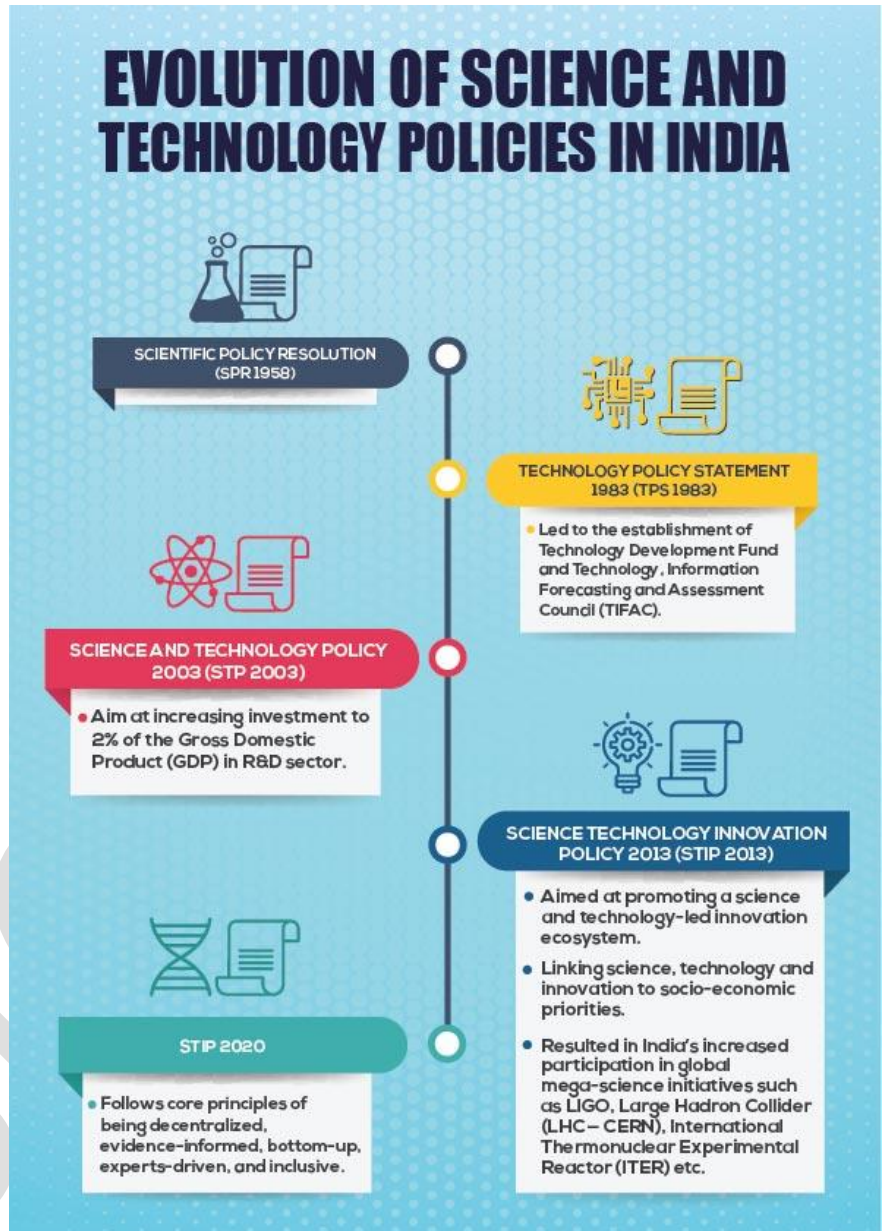 EVOLUTION OF SCIENCE AND
TECHNOLOGY POLICIES IN INDIA
SCIENTIFIC POLICY RESOLUTION
(SPR 1958)
TECHNOLOGY POLICY STATEMENT
1983 (TPS 1983)
• Led to the establishment of
Technology Development Fund
and Technology, Information
Forecasting and Assessment
Council (TIFAC).
SCIENCE AND TECHNOLOGY POLICY
2003 (STP 2003)
• Aim at increasing investment to
2% of the Gross Domestic
Product (GDP) in R&D sector.
SCIENCE TECHNOLOGY INNOVATION
POLICY 2013 (STIP 2013)
• Aimed at promoting a science
and technology-led innovation
ecosystem.
• Linking science, technology and
innovation to socio-economic
priorities.
• Resulted in India's increased
participation in global
mega-science initiatives such
as LIGO, Large Hadron Collider
(LHC – CERN), International
Thermonuclear Experimental
Reactor (ITER) etc.
STIP 2020
• Follows core principles of
being decentralized,
evidence-informed, bottom-up,
experts-driven, and inclusive.